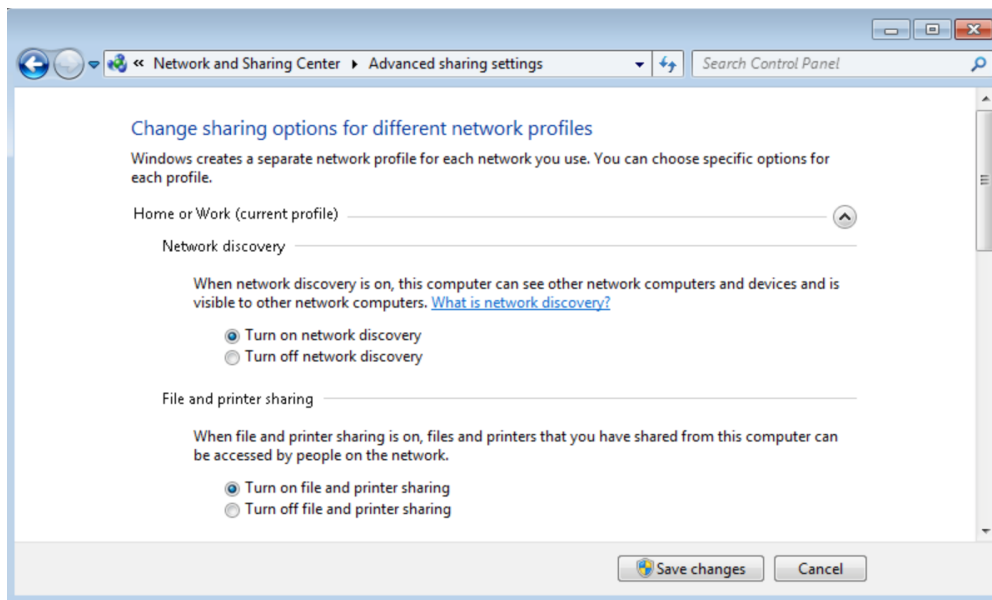 « Network and Sharing Center ▸ Advanced sharing settings
Search Control Panel
Change sharing options for different network profiles
Windows creates a separate network profile for each network you use. You can choose specific options for
each profile.
Home or Work (current profile)
Network discovery
When network discovery is on, this computer can see other network computers and devices and is
visible to other network computers. What is network discovery?
Turn on network discovery
Turn off network discovery
File and printer sharing
When file and printer sharing is on, files and printers that you have shared from this computer can
be accessed by people on the network.
Turn on file and printer sharing
Turn off file and printer sharing
Save changes
Cancel